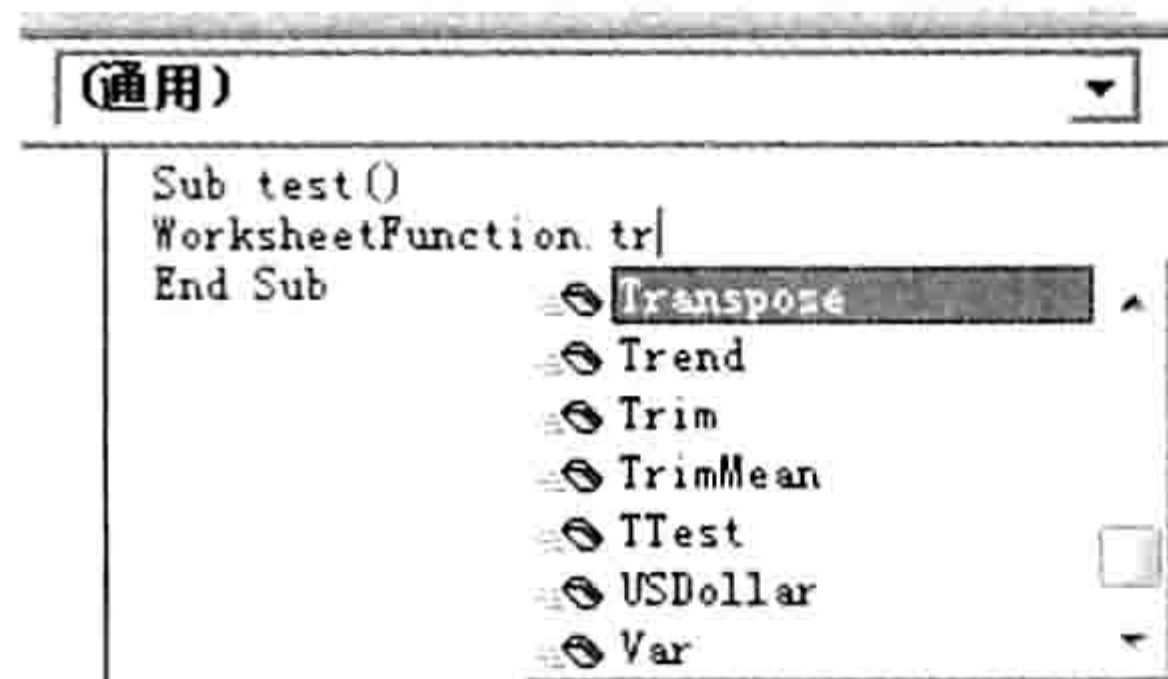 (通用)
Sub test()
WorksheetFunction.tr
End Sub
Transpose
Trend
Trim
TrimMean
TTest
USDollar
Var